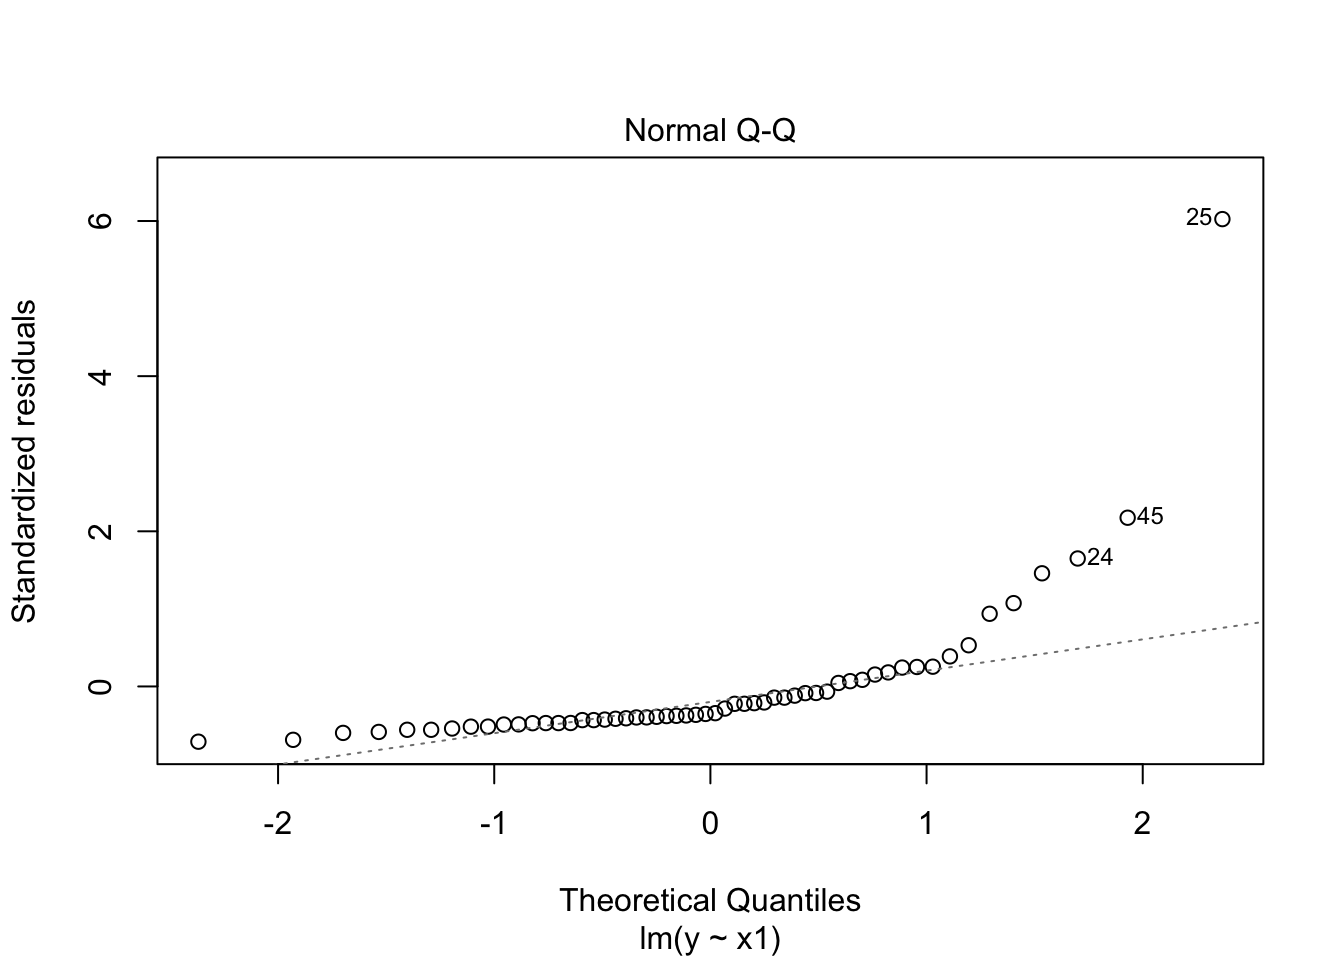 Normal Q-Q
Standardized residuals
6
4
2
0
25
45
24
-2 -1 0 1 2
Theoretical Quantiles
lm(y ~ x1)